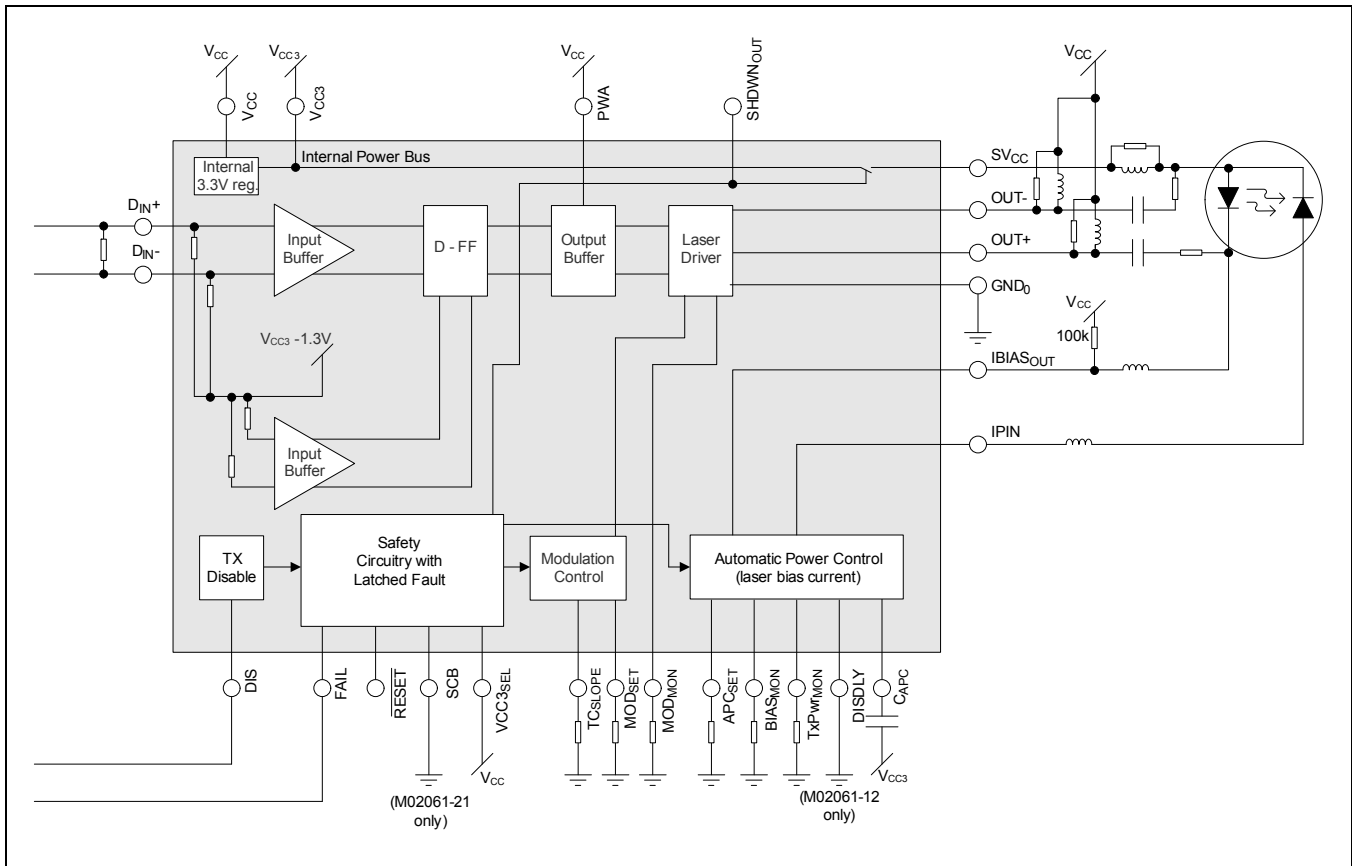 VCC
VCC3
VCC
SHDWNOUT
VCC
VCC
VCC3
PWA
Internal Power Bus
Internal
3.3V reg.
SVCC
OUT-
OUT+
GND0
DIN+
DIN-
Input
Buffer
D - FF
Output
Buffer
Laser
Driver
VCC3 -1.3V
VCC
100k
IBIASOUT
Input
Buffer
IPIN
TX
Disable
Safety
Circuitry with
Latched Fault
Modulation
Control
Automatic Power Control
(laser bias current)
DIS
FAIL
RESET
SCB
VCC3SEL
TCSLOPE
MODSET
MODMON
APCSET
BIASMON
TxPwrMON
DISDLY
CAPC
VCC
VCC3
(M02061-21
only)
(M02061-12
only)